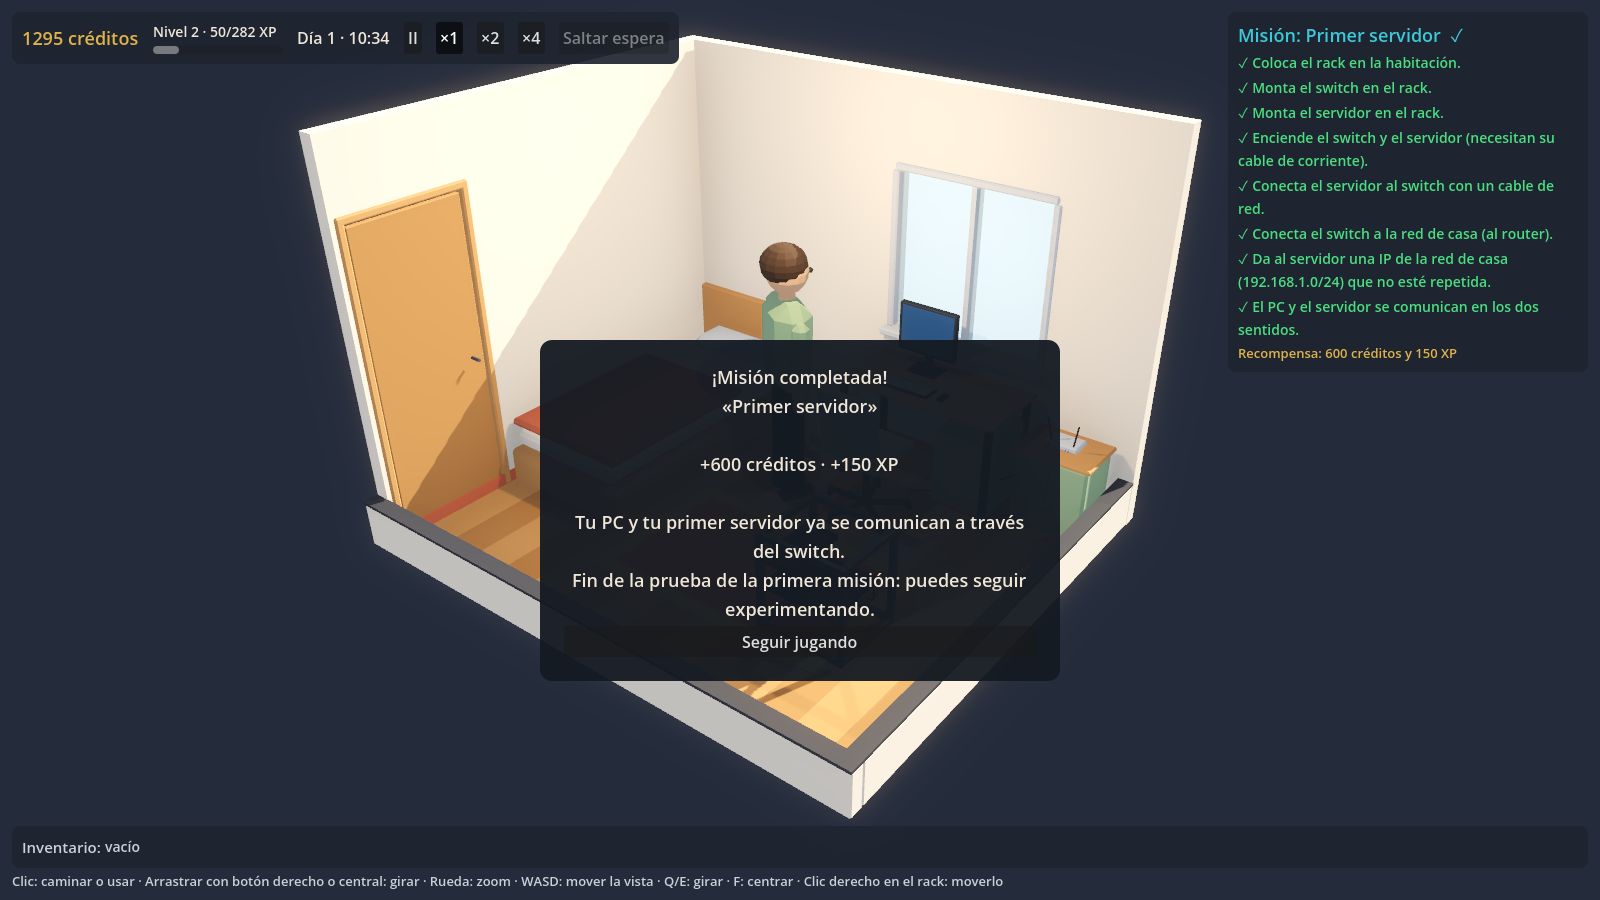 1295 créditos
Nivel 2 · 50/282 XP
Día 1 · 10:34
II
×1
×2
×4
Saltar espera
Misión: Primer servidor ✓
✓ Coloca el rack en la habitación.
✓ Monta el switch en el rack.
✓ Monta el servidor en el rack.
✓ Enciende el switch y el servidor (necesitan su
cable de corriente).
✓ Conecta el servidor al switch con un cable de
red.
✓ Conecta el switch a la red de casa (al router).
✓ Da al servidor una IP de la red de casa
(192.168.1.0/24) que no esté repetida.
✓ El PC y el servidor se comunican en los dos
sentidos.
Recompensa: 600 créditos y 150 XP
¡Misión completada!
«Primer servidor»
+600 créditos · +150 XP
Tu PC y tu primer servidor ya se comunican a través
del switch.
Fin de la prueba de la primera misión: puedes seguir
experimentando.
Seguir jugando
Inventario: vacío
Clic: caminar o usar · Arrastrar con botón derecho o central: girar · Rueda: zoom · WASD: mover la vista · Q/E: girar · F: centrar · Clic derecho en el rack: moverlo